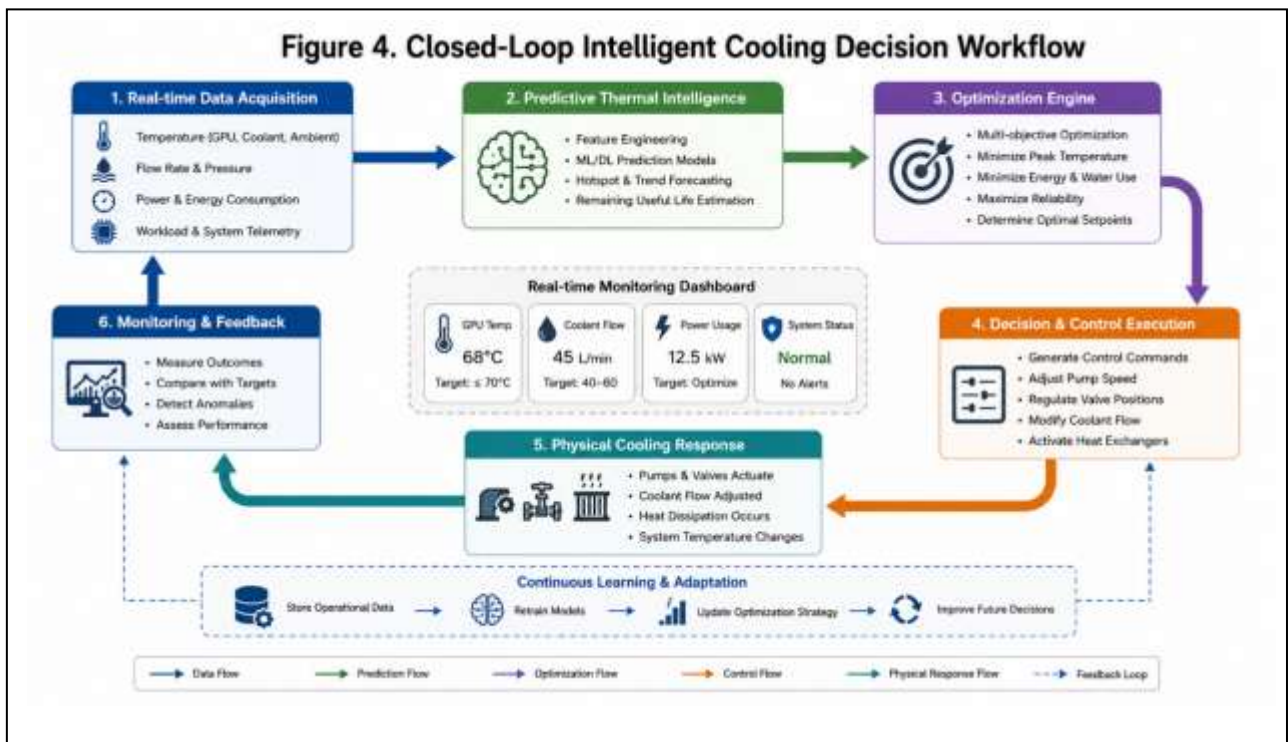 Figure 4. Closed-Loop Intelligent Cooling Decision Workflow
1. Real-time Data Acquisition
Temperature (GPU, Coolant, Ambient)
Flow Rate & Pressure
Power & Energy Consumption
Workload & System Telemetry
2. Predictive Thermal Intelligence
• Feature Engineering
• ML/DL Prediction Models
• Hotspot & Trend Forecasting
• Remaining Useful Life Estimation
3. Optimization Engine
• Multi-objective Optimization
• Minimize Peak Temperature
• Minimize Energy & Water Use
• Maximize Reliability
• Determine Optimal Setpoints
Real-time Monitoring Dashboard
GPU Temp
68°C
Target: ≤ 70°C
Coolant Flow
45 L/min
Target: 40–60
Power Usage
12.5 kW
Target: Optimize
System Status
Normal
No Alerts
4. Decision & Control Execution
• Generate Control Commands
• Adjust Pump Speed
• Regulate Valve Positions
• Modify Coolant Flow
• Activate Heat Exchangers
5. Physical Cooling Response
• Pumps & Valves Actuate
• Coolant Flow Adjusted
• Heat Dissipation Occurs
• System Temperature Changes
6. Monitoring & Feedback
• Measure Outcomes
• Compare with Targets
• Detect Anomalies
• Assess Performance
Continuous Learning & Adaptation
Store Operational Data
Retrain Models
Update Optimization Strategy
Improve Future Decisions
Data Flow
Prediction Flow
Optimization Flow
Control Flow
Physical Response Flow
Feedback Loop